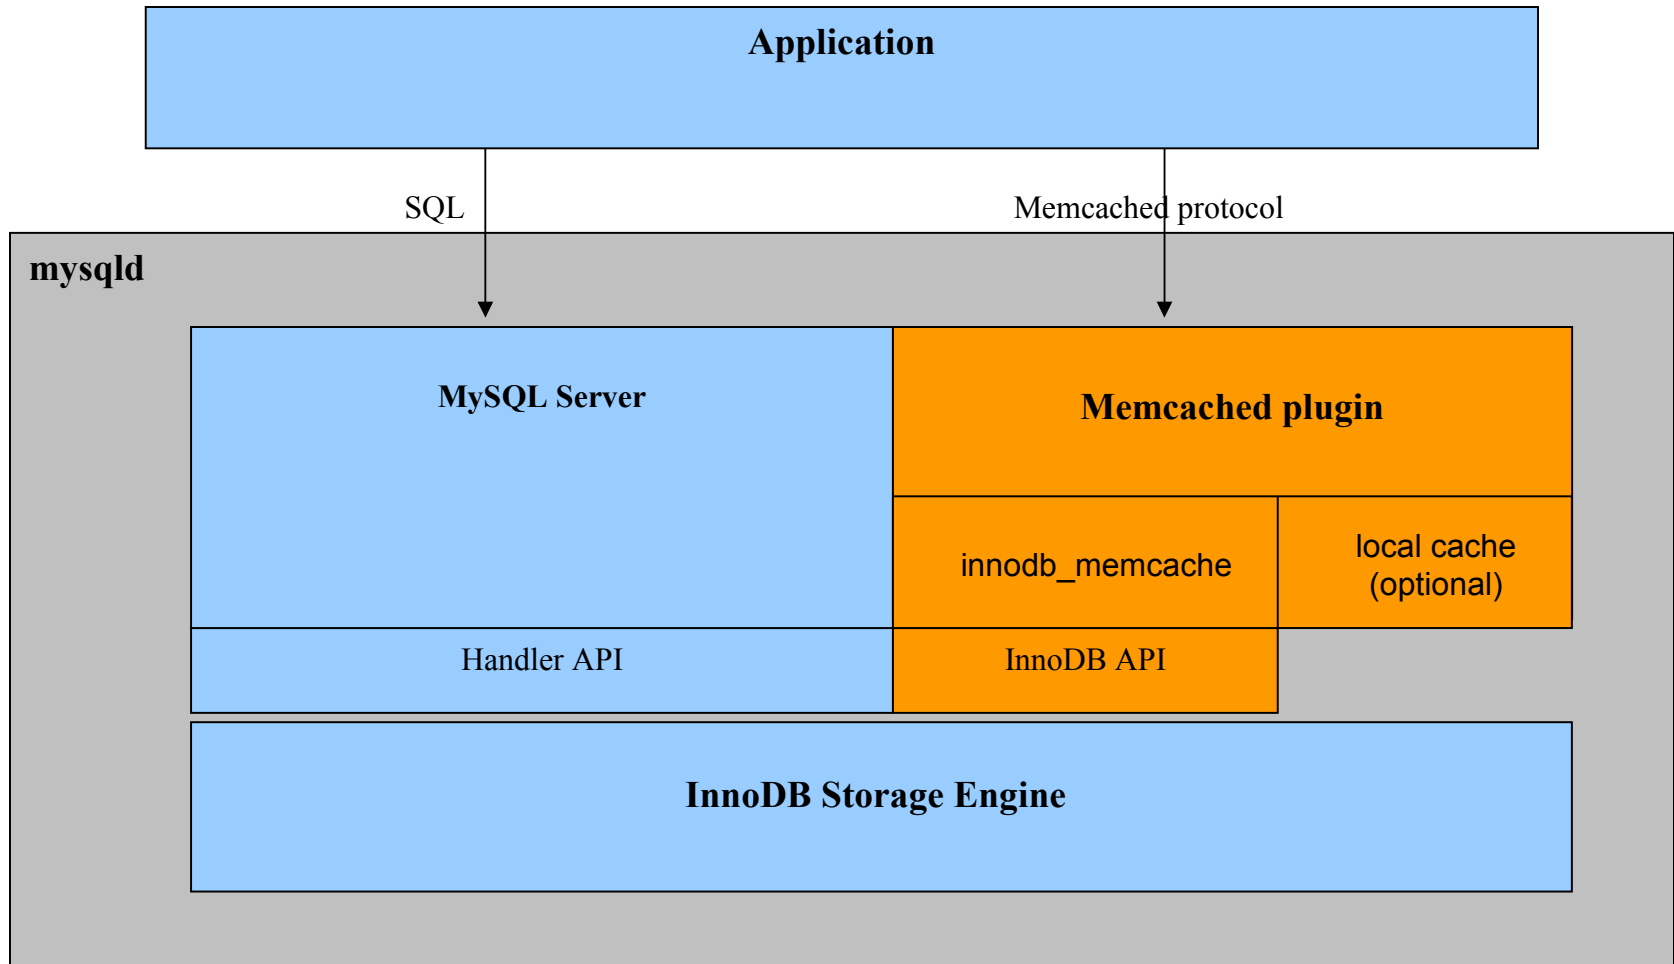 Application
SQL
Memcached protocol
mysqld
MySQL Server
Memcached plugin
innodb_memcache
local cache
(optional)
Handler API
InnoDB API
InnoDB Storage Engine